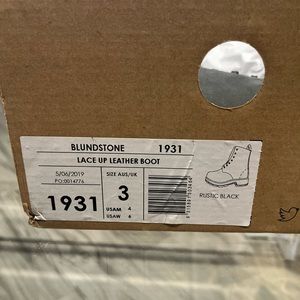 BLUNDSTONE 1931
LACE UP LEATHER BOOT
5/06/2019
PO:0014776
1931
SIZE AUS/UK
3
USAM 4
USAW 6
RUSTIC BLACK